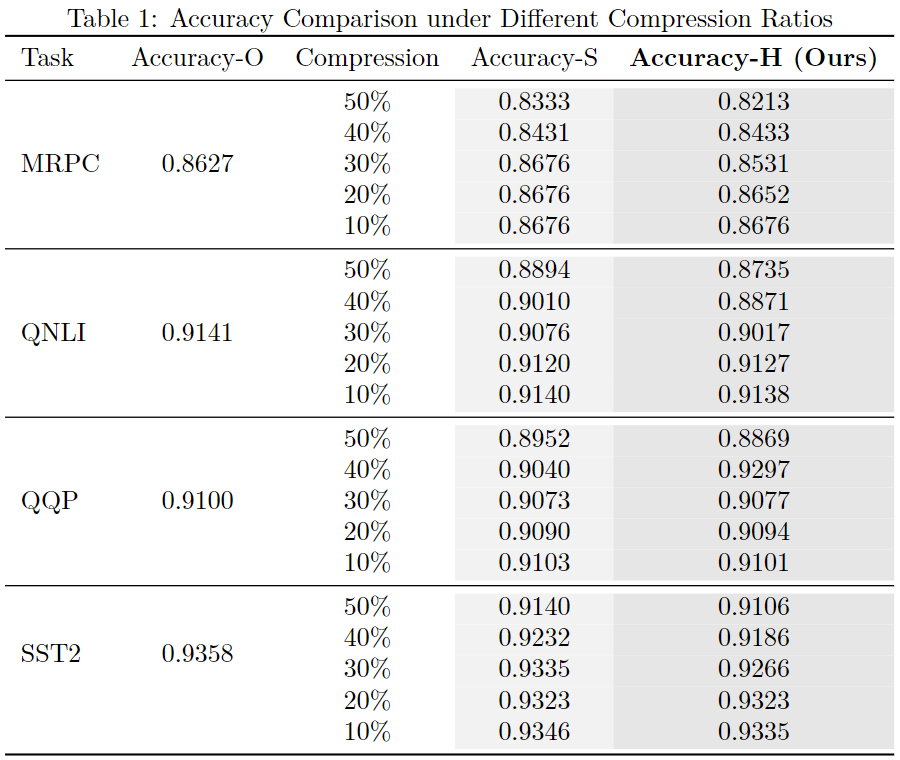 Table 1: Accuracy Comparison under Different Compression Ratios
Task Accuracy-O Compression Accuracy-S Accuracy-H (Ours)
50% 0.8333 0.8213
40% 0.8431 0.8433
MRPC 0.8627 30% 0.8676 0.8531
20% 0.8676 0.8652
10% 0.8676 0.8676
50% 0.8894 0.8735
40% 0.9010 0.8871
QNLI 0.9141 30% 0.9076 0.9017
20% 0.9120 0.9127
10% 0.9140 0.9138
50% 0.8952 0.8869
40% 0.9040 0.9297
QQP 0.9100 30% 0.9073 0.9077
20% 0.9090 0.9094
10% 0.9103 0.9101
50% 0.9140 0.9106
40% 0.9232 0.9186
SST2 0.9358
30% 0.9335 0.9266
20% 0.9323 0.9323
10% 0.9346 0.9335